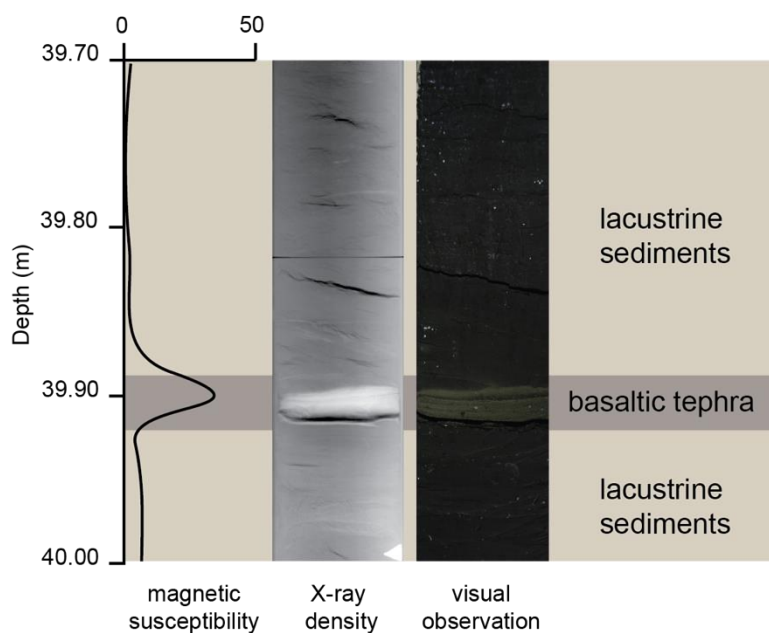 0
50
39.70
39.80
39.90
40.00
Depth (m)
lacustrine
sediments
basaltic tephra
lacustrine
sediments
magnetic
susceptibility
X-ray
density
visual
observation